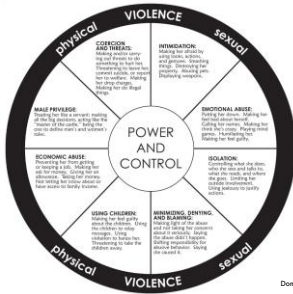 physical VIOLENCE sexual
COERCION
AND THREATS:
Making and/or carry-
ing out threats to do
something to hurt her.
Threatening to leave her,
commit suicide, or report
her to welfare. Making
her drop charges.
Making her do illegal
things.
INTIMIDATION:
Making her afraid by
using looks, actions,
and gestures. Smashing
things. Destroying her
property. Abusing pets.
Displaying weapons.
MALE PRIVILEGE:
Treating her like a servant: making
all the big decisions, acting like the
"master of the castle," being the
one to define men's and women's
roles.
EMOTIONAL ABUSE:
Putting her down. Making her
feel bad about herself.
Calling her names. Making her
think she's crazy. Playing mind
games. Humiliating her.
Making her feel guilty.
POWER
AND
CONTROL
ECONOMIC ABUSE:
Preventing her from getting
or keeping a job. Making her
ask for money. Giving her an
allowance. Taking her money.
Not letting her know about or
have access to family income.
ISOLATION:
Controlling what she does,
who she sees and talks to,
what she reads, and where
she goes. Limiting her
outside involvement.
Using jealousy to justify
actions.
USING CHILDREN:
Making her feel guilty
about the children. Using
the children to relay
messages. Using
visitation to harass her.
Threatening to take the
children away.
MINIMIZING, DENYING,
AND BLAMING:
Making light of the abuse
and not taking her concerns
about it seriously. Saying
the abuse didn't happen.
Shifting responsibility for
abusive behavior. Saying
she caused it.
physical VIOLENCE sexual
Dom